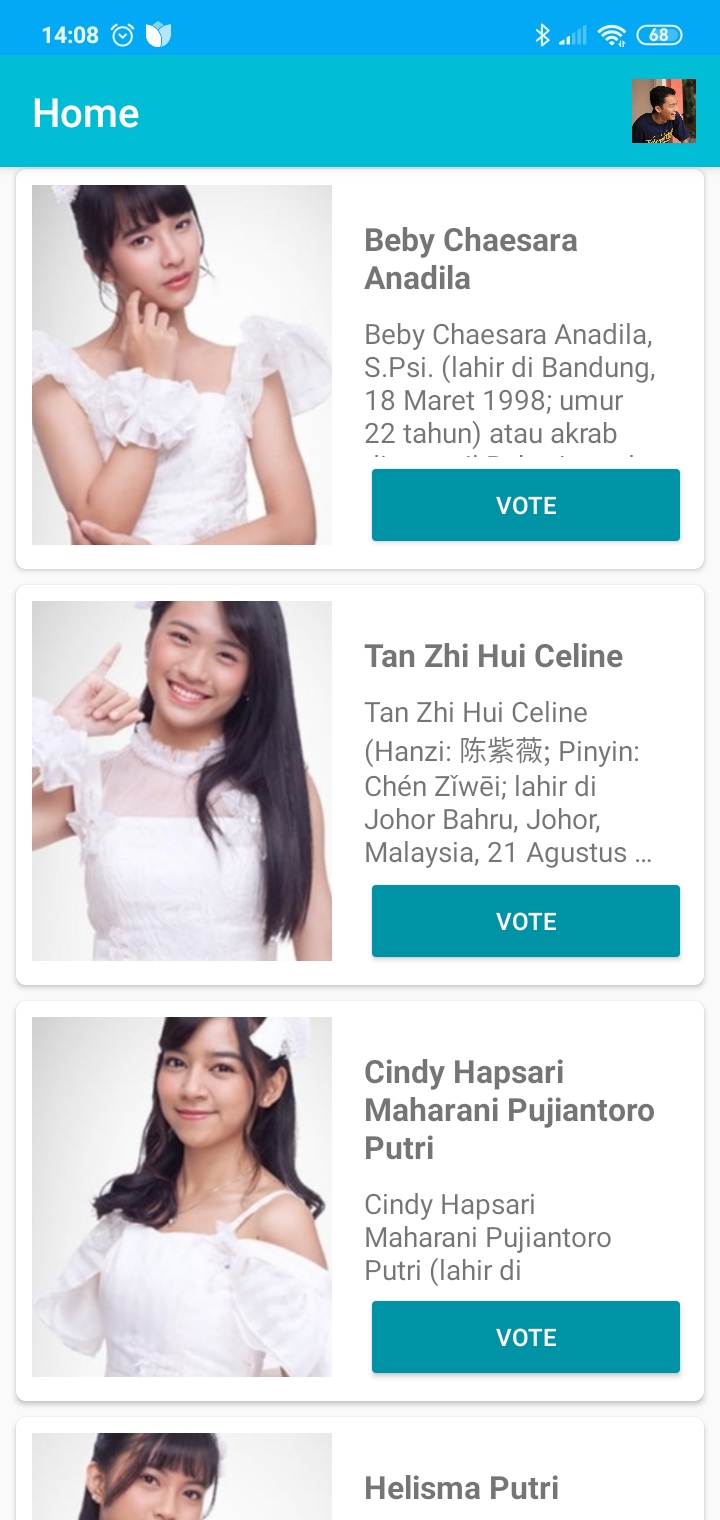 14:08
68
Home
Beby Chaesara
Anadila
Beby Chaesara Anadila,
S.Psi. (lahir di Bandung,
18 Maret 1998; umur
22 tahun) atau akrab
VOTE
Tan Zhi Hui Celine
Tan Zhi Hui Celine
(Hanzi: 陈紫薇; Pinyin:
Chén Zǐwēi; lahir di
Johor Bahru, Johor,
Malaysia, 21 Agustus ...
VOTE
Cindy Hapsari
Maharani Pujiantoro
Putri
Cindy Hapsari
Maharani Pujiantoro
Putri (lahir di
VOTE
Helisma Putri